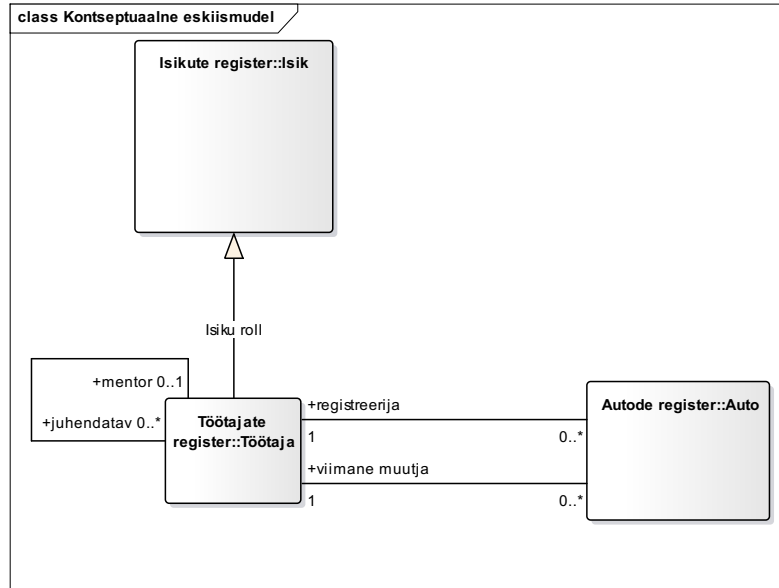 class Kontseptuaalne eskiismudel
Isikute register::Isik
Isiku roll
+mentor 0..1
+juhendatav 0..*
Töötajate
register::Töötaja
+registreerija
1
0..*
+viimane muutja
1
0..*
Autode register::Auto